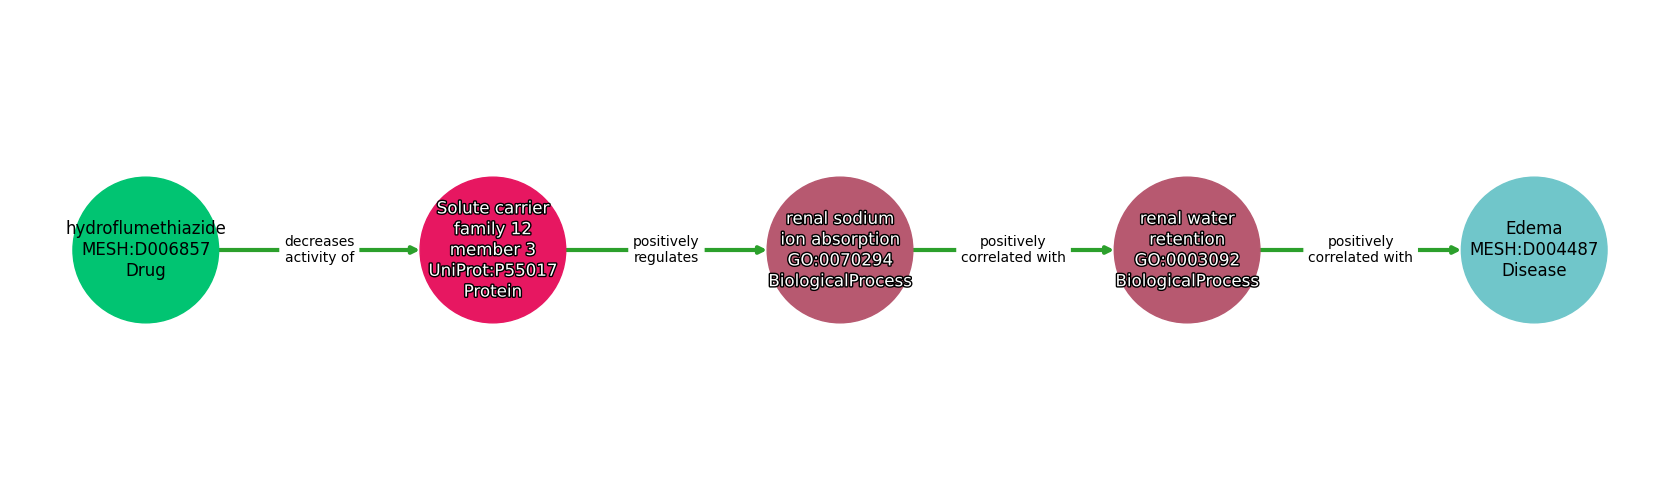 hydroflumethiazide
MESH:D006857
Drug
decreases
activity of
Solute carrier
family 12
member 3
UniProt:P55017
Protein
positively
regulates
renal sodium
ion absorption
GO:0070294
BiologicalProcess
positively
correlated with
renal water
retention
GO:0003092
BiologicalProcess
positively
correlated with
Edema
MESH:D004487
Disease